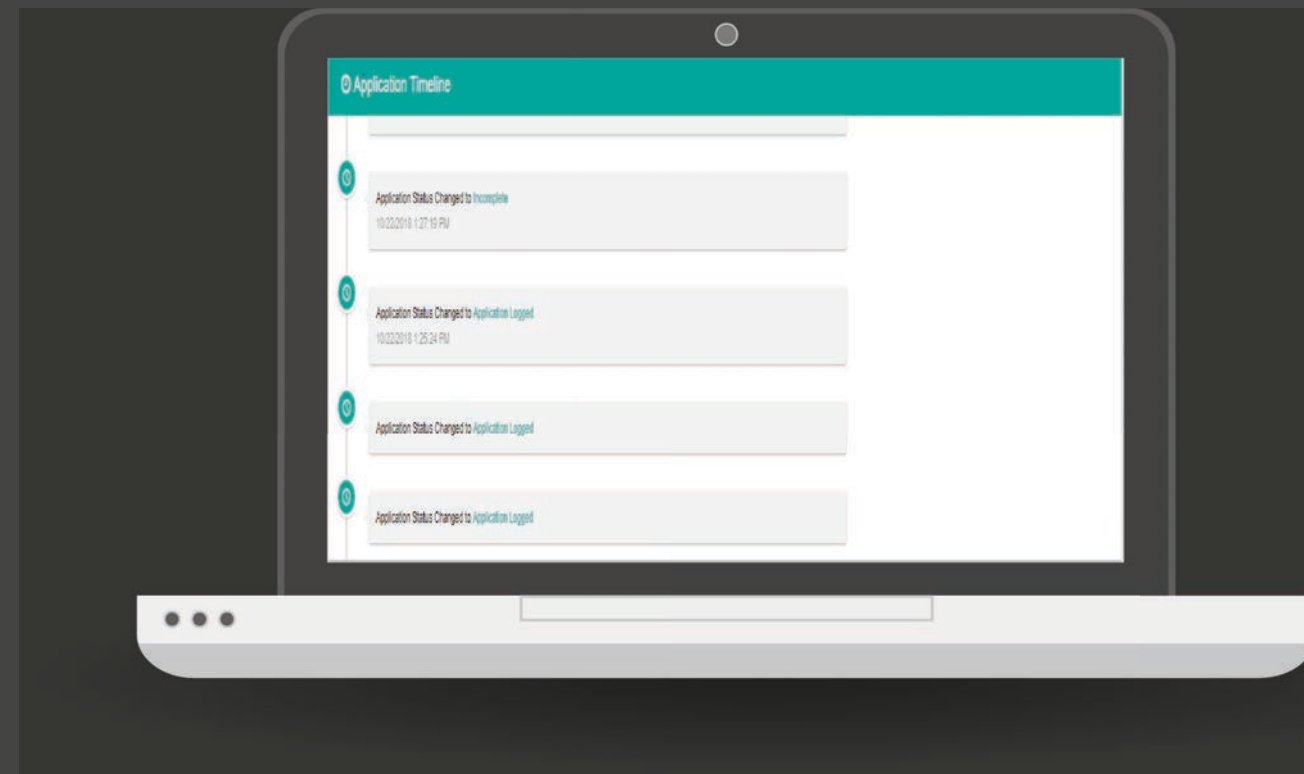 Application Timeline
Application Status Changed to Incomplete
10/22/2018 1:27:19 PM
Application Status Changed to Application Logged
10/22/2018 1:25:24 PM
Application Status Changed to Application Logged
Application Status Changed to Application Logged